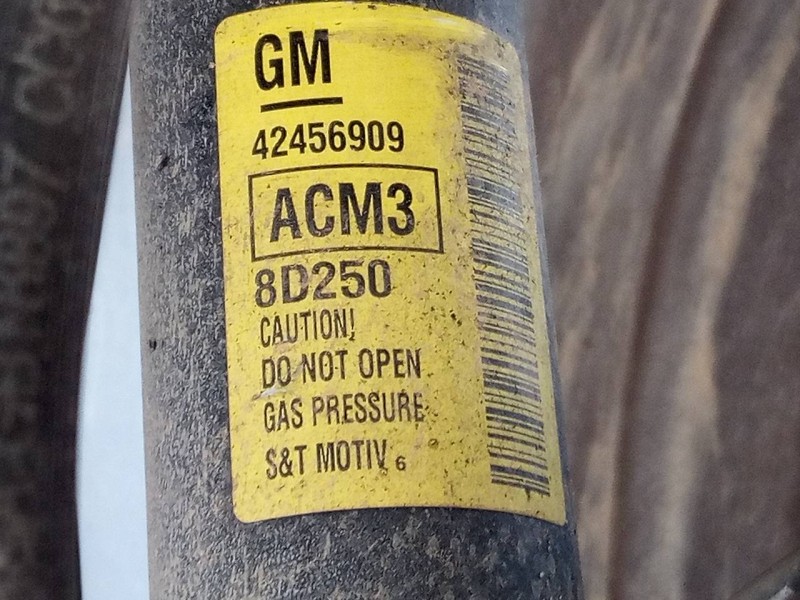 GM
42456909
ACM3
8D250
CAUTION!
DO NOT OPEN
GAS PRESSURE
S&T MOTIV 6